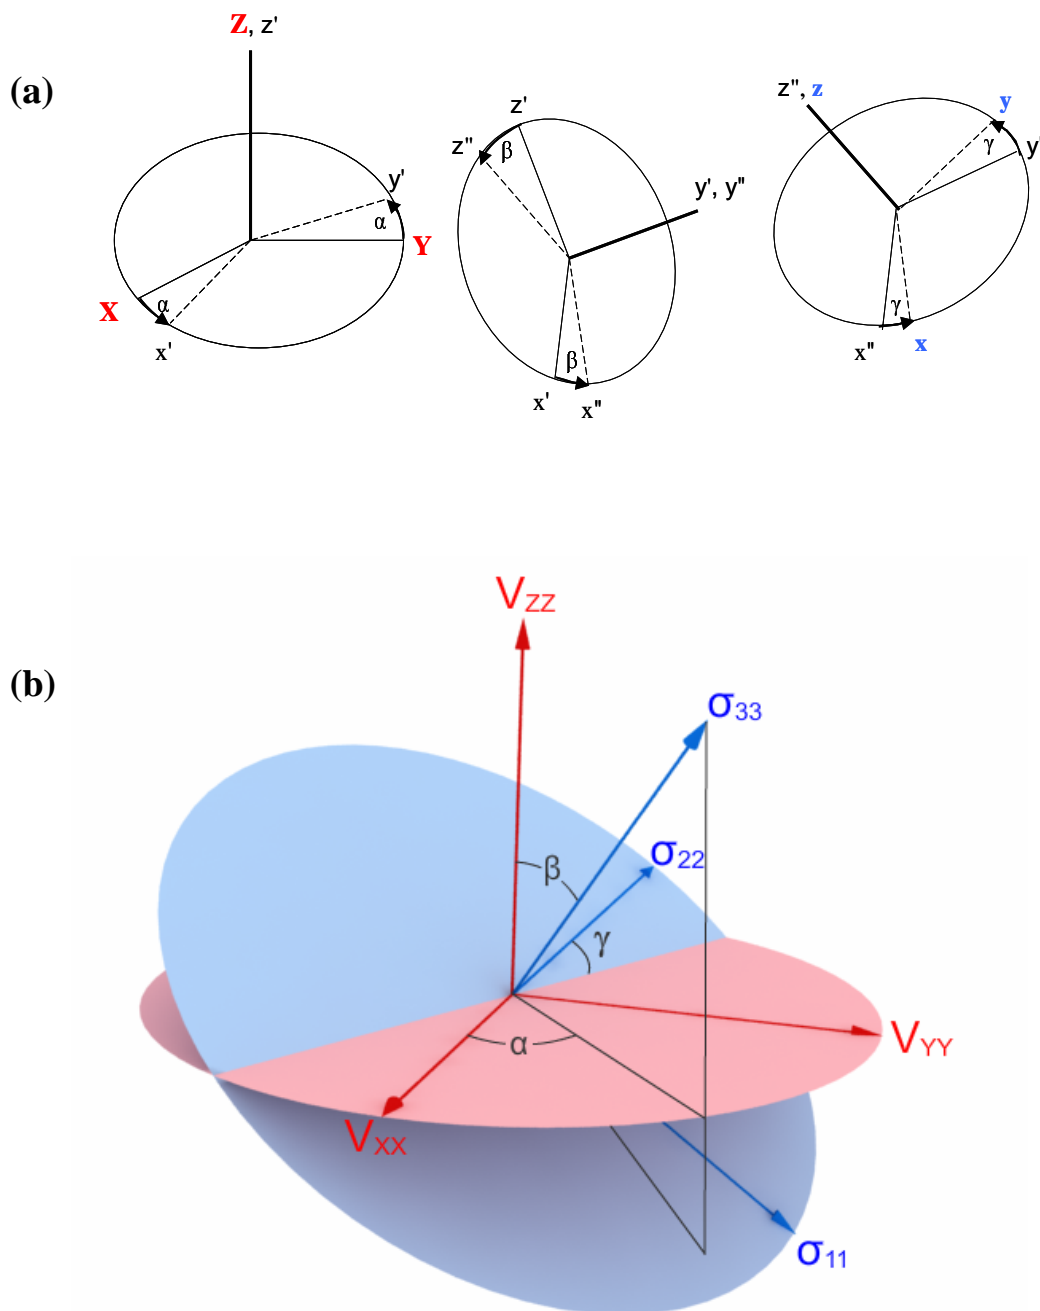 (a)
Z, z'
y'
α
Y
X
α
x'
z'
z''
β
y', y''
β
x'
x''
z'', z
y
γ
y'
γ
x''
x
(b)
VZZ
σ33
σ22
β
γ
α
VYY
VXX
σ11